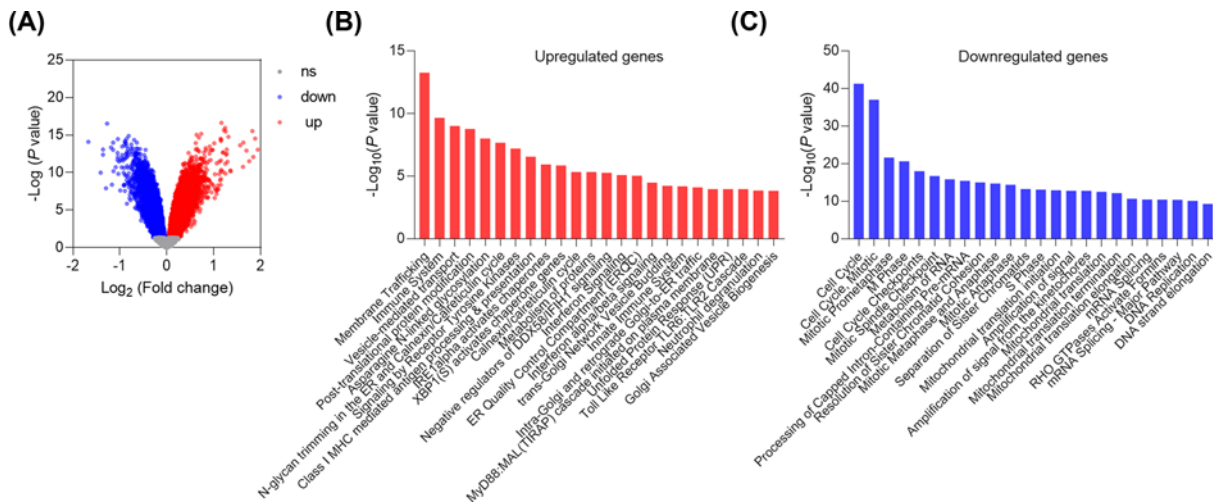 (A)
25
20
15
10
5
0
-Log (P value)
-2
-1
0
1
2
Log2 (Fold change)
ns
down
up
(B)
Upregulated genes
15
10
5
0
-Log10(P value)
Membrane Trafficking
Immune System
Vesicle-mediated transport
Post-translational protein modification
Asparagine N-linked glycosylation
N-glycan trimming in the ER and Calnexin/Calreticulin cycle
Signaling by Receptor Tyrosine Kinases
Class I MHC mediated antigen processing & presentation
IRE1alpha activates chaperones
XBP1(S) activates chaperone genes
Calnexin/calreticulin cycle
Metabolism of proteins
Negative regulators of DDX58/IFIH1 signaling
Interferon Signaling
ER Quality Control Compartment (ERQC)
Interferon alpha/beta signaling
trans-Golgi Network Vesicle Budding
Innate Immune System
Intra-Golgi and retrograde Golgi-to-ER traffic
MyD88:MAL(TIRAP) cascade initiated on plasma membrane
Unfolded Protein Response (UPR)
Toll Like Receptor TLR6:TLR2 Cascade
Neutrophil degranulation
Golgi Associated Vesicle Biogenesis
(C)
Downregulated genes
50
40
30
20
10
0
-Log10(P value)
Cell Cycle
Cell Cycle, Mitotic
Mitotic Prometaphase
M Phase
Cell Cycle Checkpoints
Mitotic Spindle Checkpoint
Metabolism of RNA
Processing of Capped Intron-Containing Pre-mRNA
Resolution of Sister Chromatid Cohesion
Mitotic Metaphase and Anaphase
Mitotic Anaphase
Separation of Sister Chromatids
S Phase
Mitochondrial translation initiation
Amplification of signal
Amplification of signal from the kinetochores
Mitochondrial translation
Mitochondrial translation termination
Mitochondrial translation elongation
mRNA Splicing
RHO GTPases Activate Formins
mRNA Splicing - Major Pathway
DNA Replication
DNA strand elongation